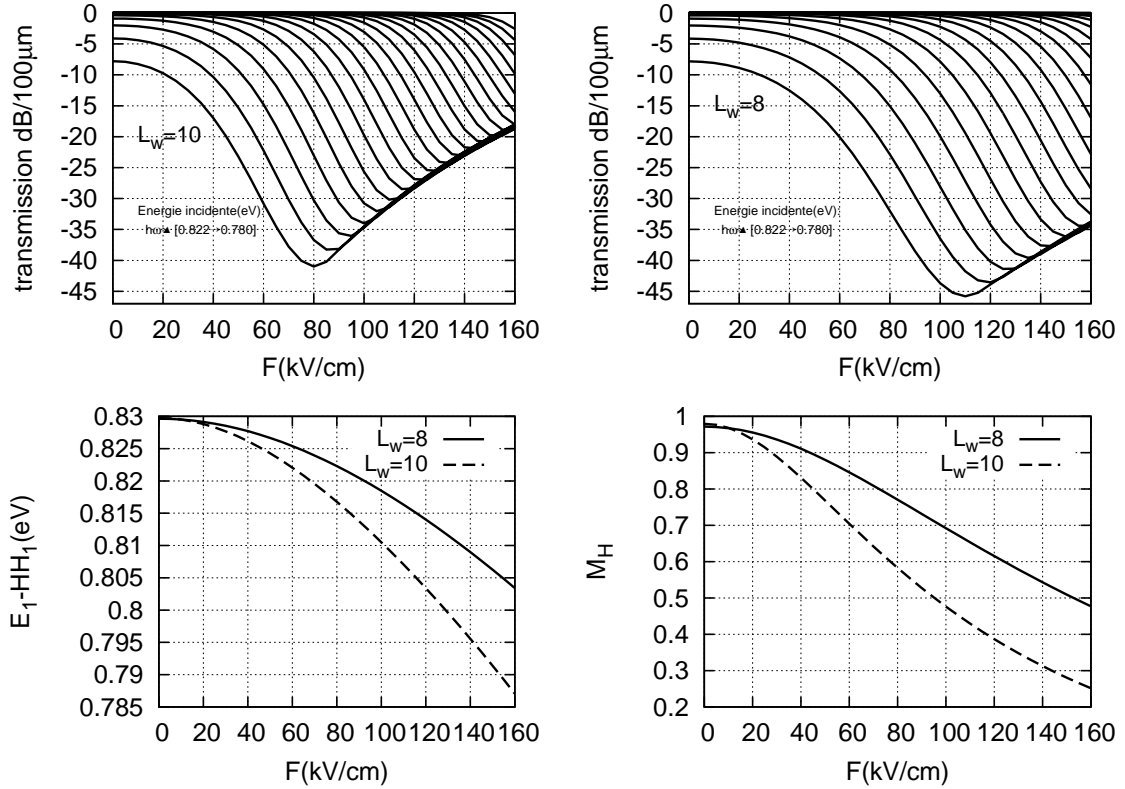 transmission dB/100μm
0
-5
-10
-15
-20
-25
-30
-35
-40
-45
L_w=10
Energie incidente(eV)
[0.822 0.780]
0 20 40 60 80 100 120 140 160
F(kV/cm)
transmission dB/100μm
0
-5
-10
-15
-20
-25
-30
-35
-40
-45
L_w=8
Energie incidente(eV)
[0.822 0.780]
0 20 40 60 80 100 120 140 160
F(kV/cm)
E_1-HH_1(eV)
0.83
0.825
0.82
0.815
0.81
0.805
0.8
0.795
0.79
0.785
L_w=8
L_w=10
0 20 40 60 80 100 120 140 160
F(kV/cm)
M_H
1
0.9
0.8
0.7
0.6
0.5
0.4
0.3
0.2
L_w=8
L_w=10
0 20 40 60 80 100 120 140 160
F(kV/cm)